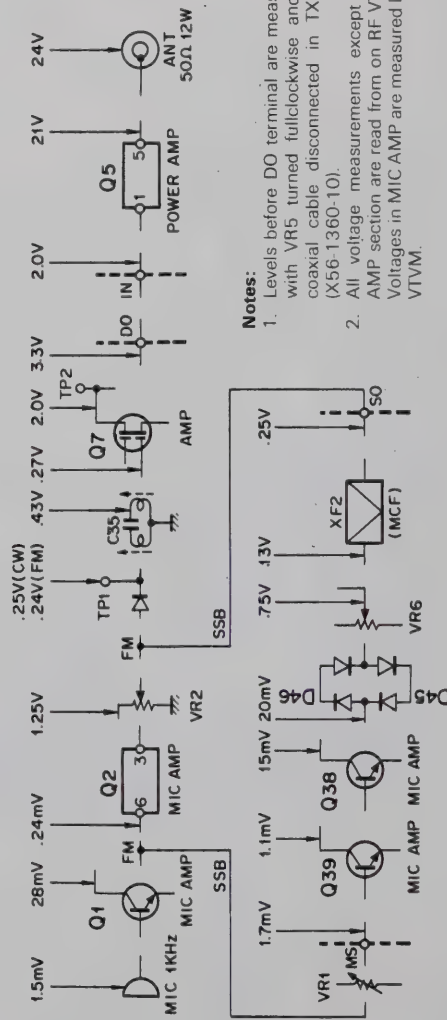 .25V(CW)
1.5mV 28mV .24mV 1.25V .24V(FM) .43V .27V 2.0V 3.3V 2.0V 21V 24V
Q1 FM Q2 FM TP1 C35 Q7 TP2 DO IN Q5
6 3 1 5
MIC 1KHz MIC AMP MIC AMP VR2 AMP POWER AMP ANT
50Ω 12W
SSB SSB
1.7mV 1.1mV 15mV 20mV .75V .13V .25V
VR1 MS Q39 Q38 D46 D45 VR6 XF2 SO
MIC AMP MIC AMP (MCF)
Notes:
1. Levels before DO terminal are meas
with VR5 turned fullclockwise and
coaxial cable disconnected in TX
(X56-1360-10).
2. All voltage measurements except
AMP section are read from on RF V
Voltages in MIC AMP are measured
VTVM.